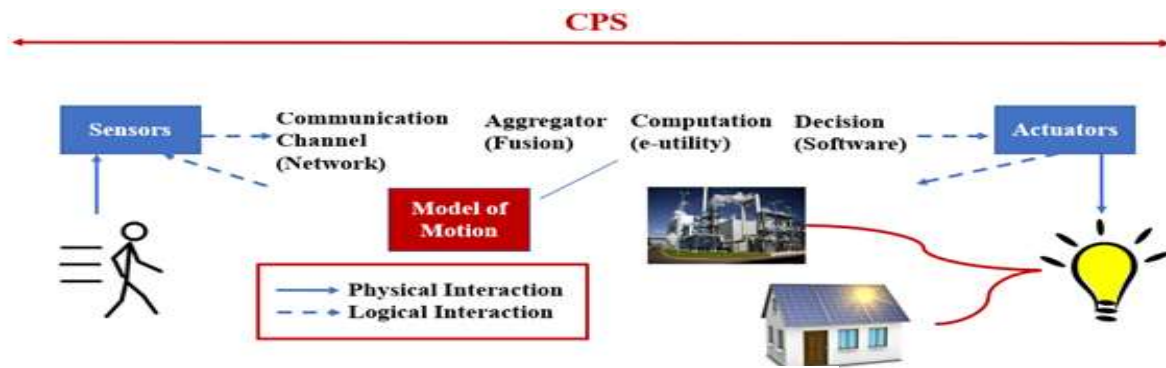 CPS
Sensors
Communication
Channel
(Network)
Aggregator
(Fusion)
Computation
(e-utility)
Decision
(Software)
Actuators
Model of
Motion
Physical Interaction
Logical Interaction